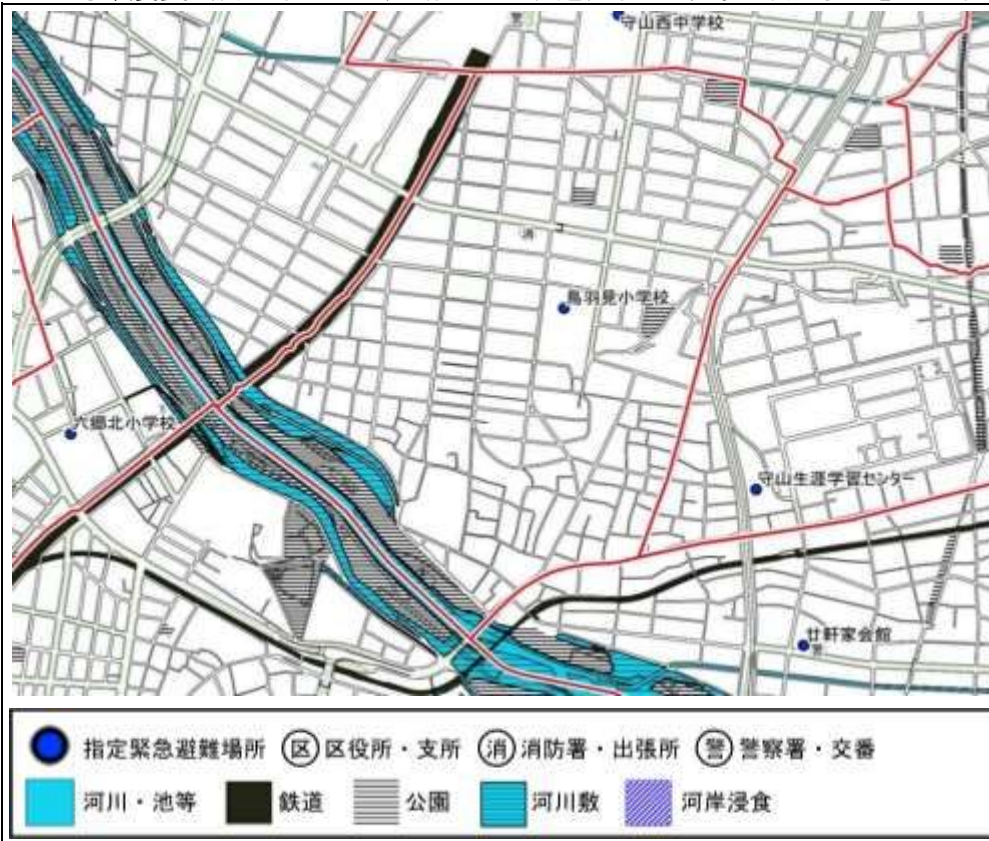 守山西中学校
消
鳥羽見小学校
六郷北小学校
守山生涯学習センター
廿軒家会館
指定緊急避難場所 区 区役所・支所 消 消防署・出張所 警 警察署・交番
河川・池等 鉄道 公園 河川敷 河岸浸食